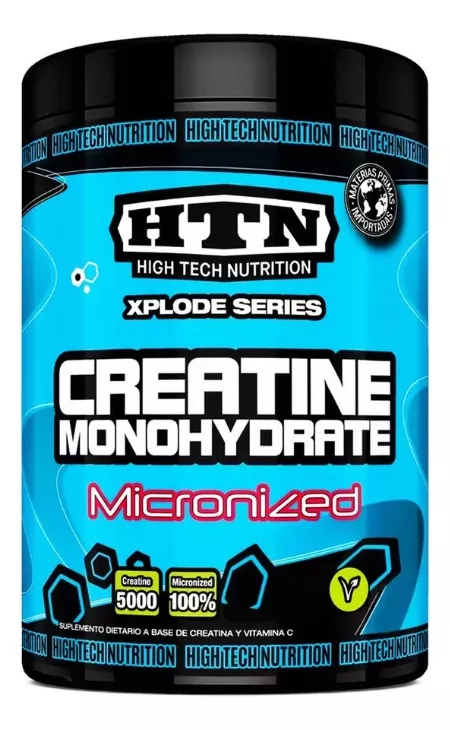 HIGH TECH NUTRITION HIGH TECH NUTRITION HIGH TECH NUTRITION
MATERIAS PRIMAS
IMPORTADAS
HTN
HIGH TECH NUTRITION
XPLODE SERIES
CREATINE
MONOHYDRATE
Micronized
Creatine
5000
Micronized
100%
V
SUPLEMENTO DIETARIO A BASE DE CREATINA Y VITAMINA C
HIGH TECH NUTRITION HIGH TECH NUTRITION HIGH TECH NUTRITION